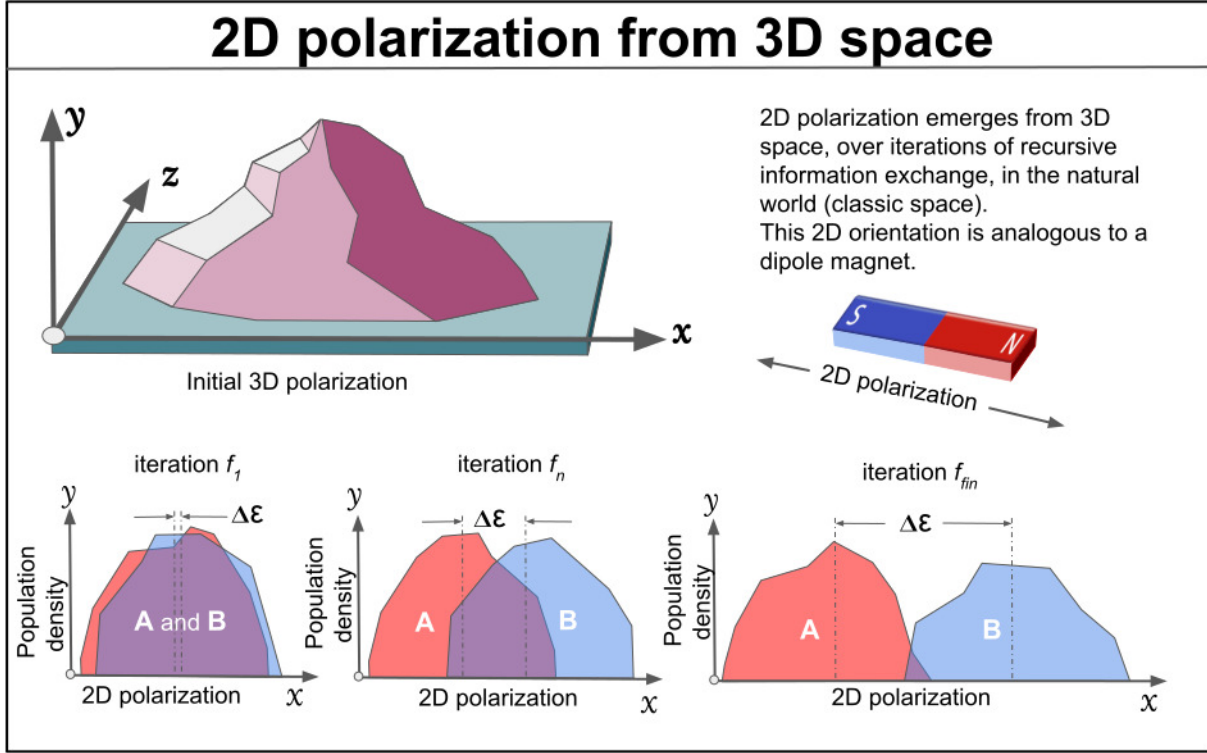 2D polarization from 3D space
y
z
x
Initial 3D polarization
2D polarization emerges from 3D
space, over iterations of recursive
information exchange, in the natural
world (classic space).
This 2D orientation is analogous to a
dipole magnet.
S
N
2D polarization
iteration f₁
y
Δε
Population
density
A and B
2D polarization
x
iteration fₙ
y
Δε
Population
density
A
B
2D polarization
x
iteration f_fin
y
Δε
Population
density
A
B
2D polarization
x